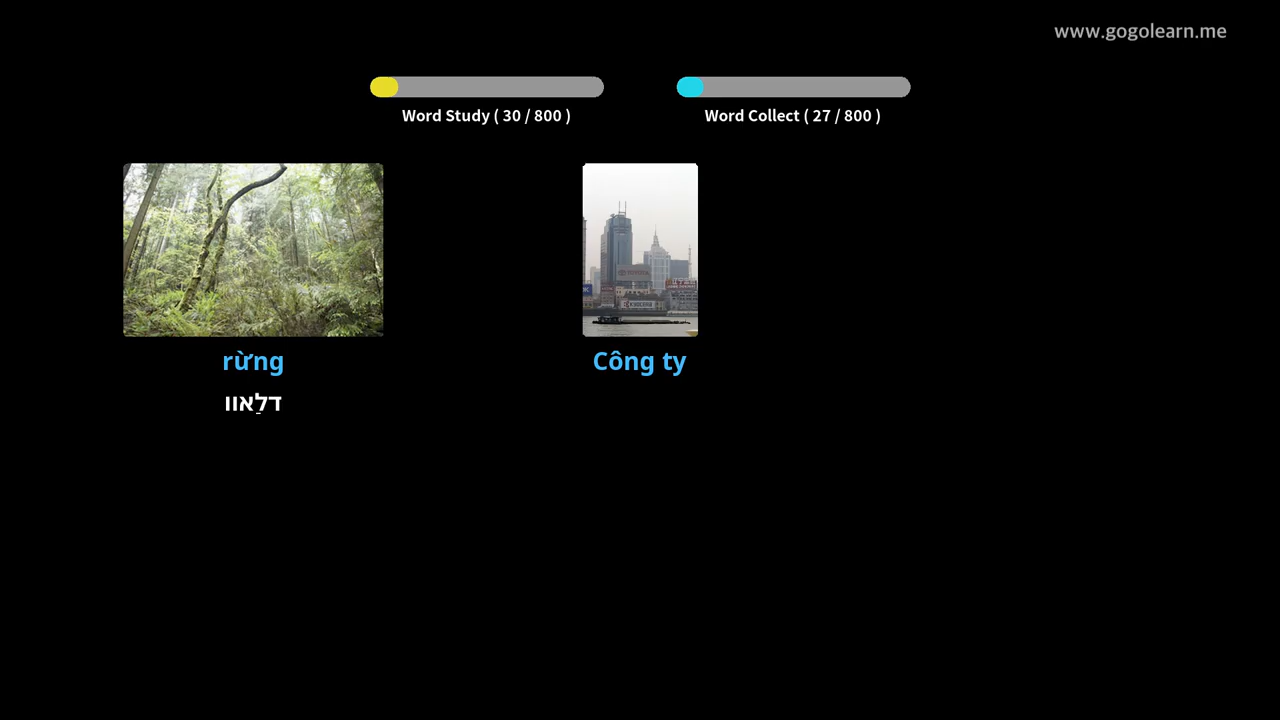 www.gogolearn.me
Word Study ( 30 / 800 )
Word Collect ( 27 / 800 )
rừng
Công ty
דלַאוו